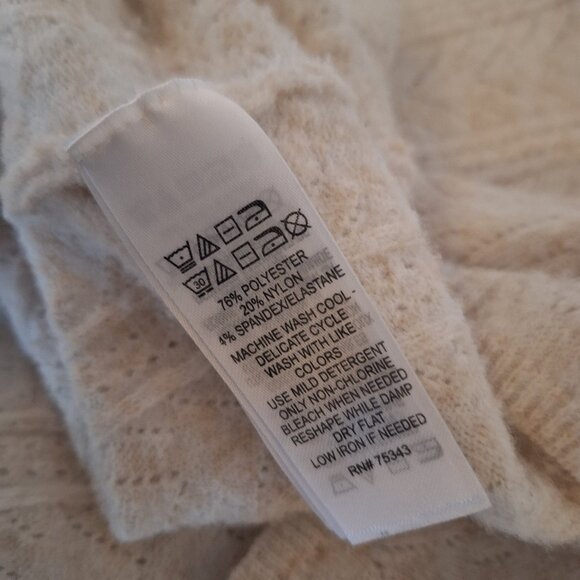 30
76% POLYESTER
20% NYLON
4% SPANDEX/ELASTANE
MACHINE WASH COOL -
DELICATE CYCLE
WASH WITH LIKE
COLORS
USE MILD DETERGENT
ONLY NON-CHLORINE
BLEACH WHEN NEEDED
RESHAPE WHILE DAMP
DRY FLAT
LOW IRON IF NEEDED
RN# 75343